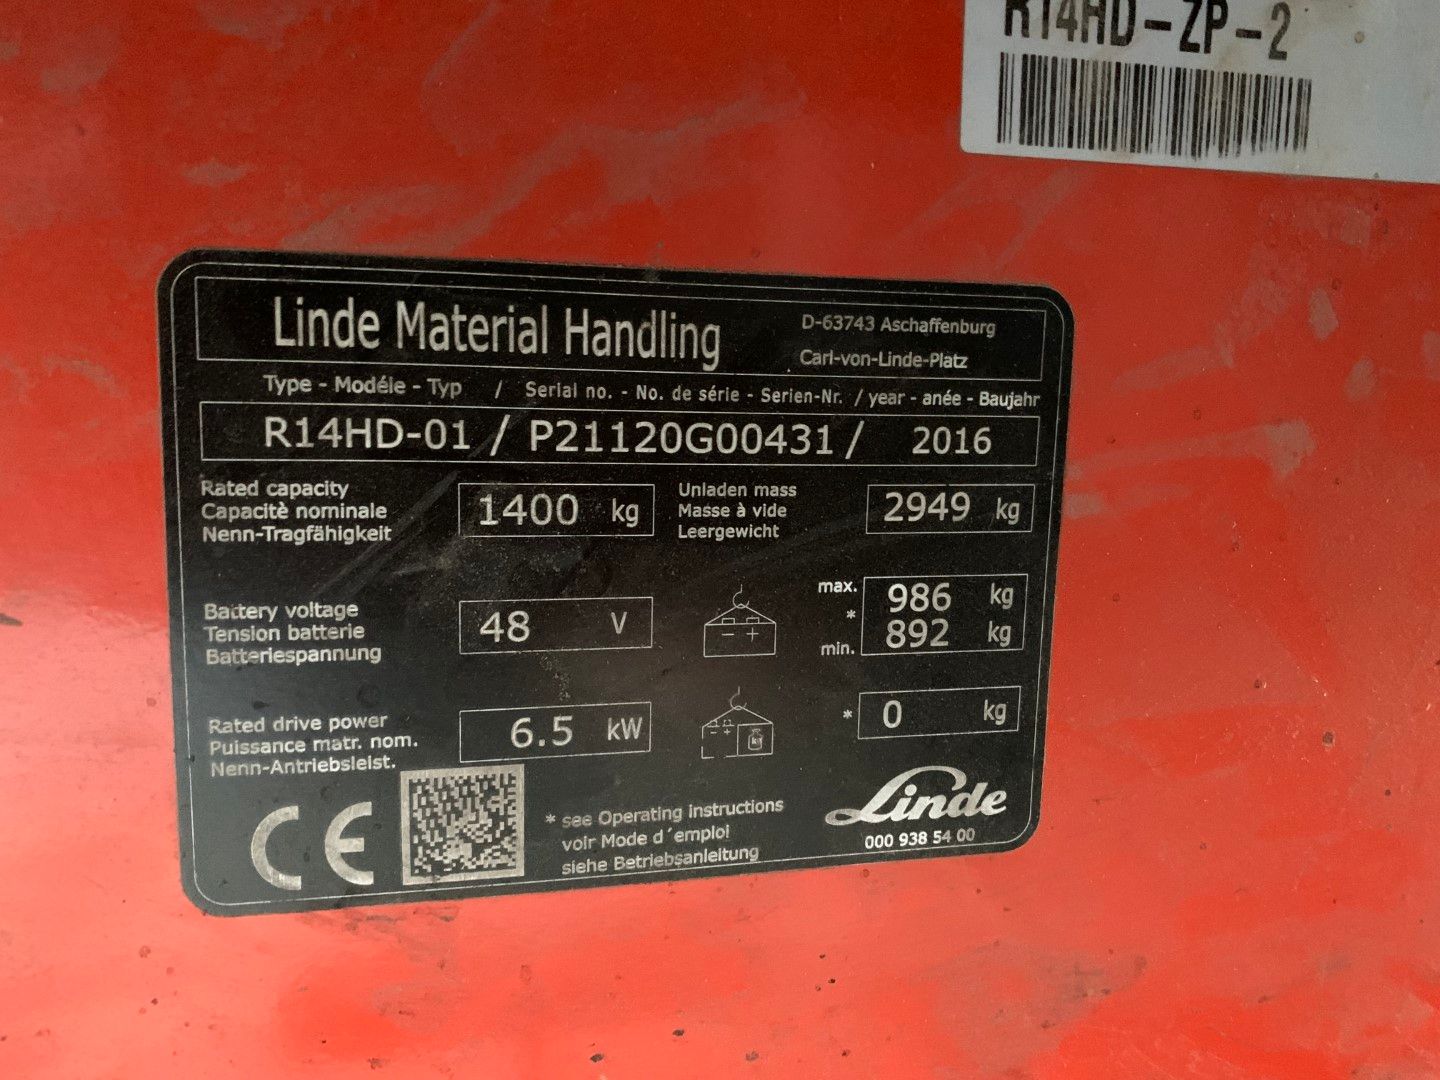 R14HD-ZP-2
Linde Material Handling
D-63743 Aschaffenburg
Carl-von-Linde-Platz
Type - Modéle - Typ / Serial no. - No. de série - Serien-Nr. / year - anée - Baujahr
R14HD-01 / P21120G00431 / 2016
Rated capacity
Capacitè nominale
Nenn-Tragfähigkeit
1400 kg
Unladen mass
Masse à vide
Leergewicht
2949 kg
Battery voltage
Tension batterie
Batteriespannung
48 V
- +
max.
*
min.
986 kg
892 kg
Rated drive power
Puissance matr. nom.
Nenn-Antriebsleist.
6.5 kW
- +
kg
* 0 kg
CE
* see Operating instructions
voir Mode d´emploi
siehe Betriebsanleitung
Linde
000 938 54 00